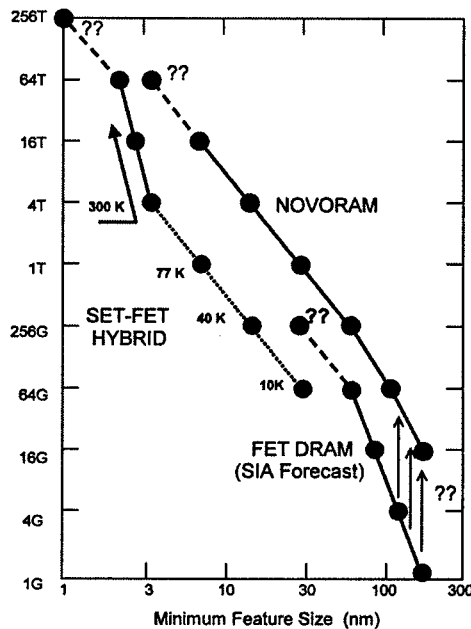 256T
??
64T
??
16T
300 K
4T
NOVORAM
1T
77 K
SET-FET
HYBRID
40 K
256G
??
10K
64G
FET DRAM
(SIA Forecast)
16G
??
4G
1G
1
3
10
30
100
300
Minimum Feature Size (nm)